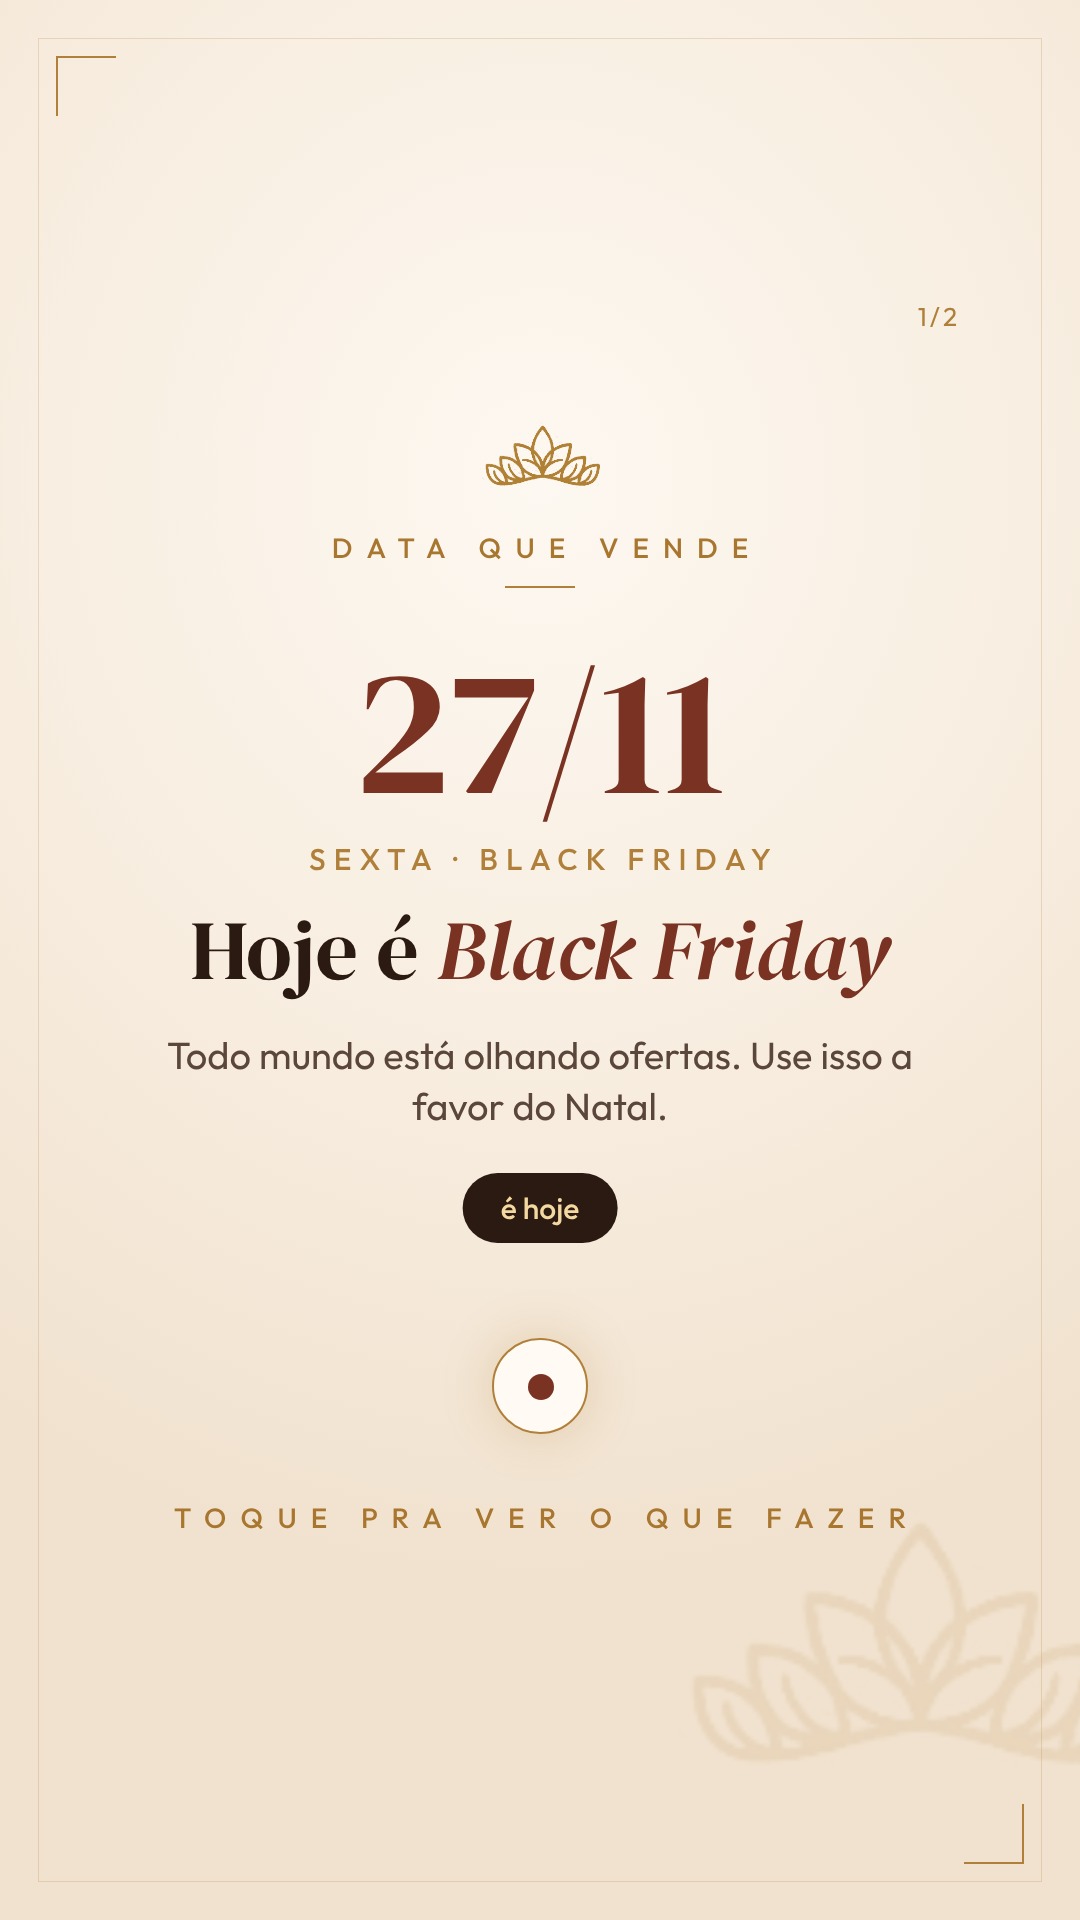 1/2
DATA QUE VENDE
27/11
SEXTA · BLACK FRIDAY
Hoje é Black Friday
Todo mundo está olhando ofertas. Use isso a
favor do Natal.
é hoje
TOQUE PRA VER O QUE FAZER